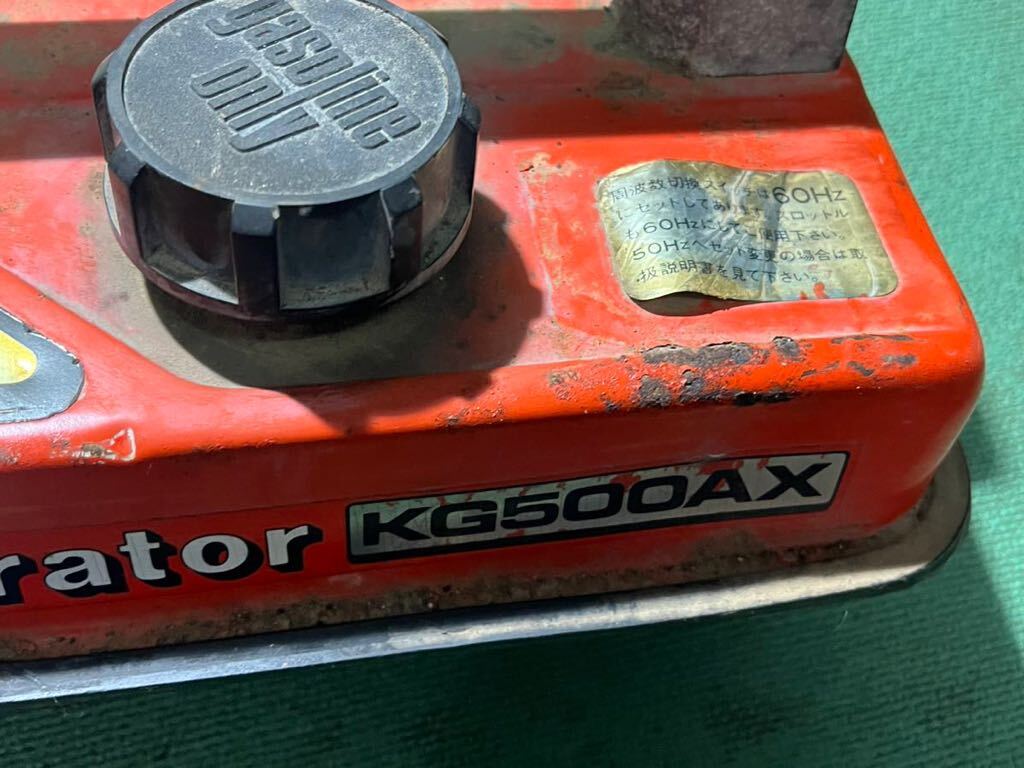 gasoline
only
周波数切換スイッチは60Hz
にセットしてあります。スロットル
も60Hzにしてご使用下さい。
50Hzへセット変更の場合は取
扱説明書を見て下さい。
rator KG500AX